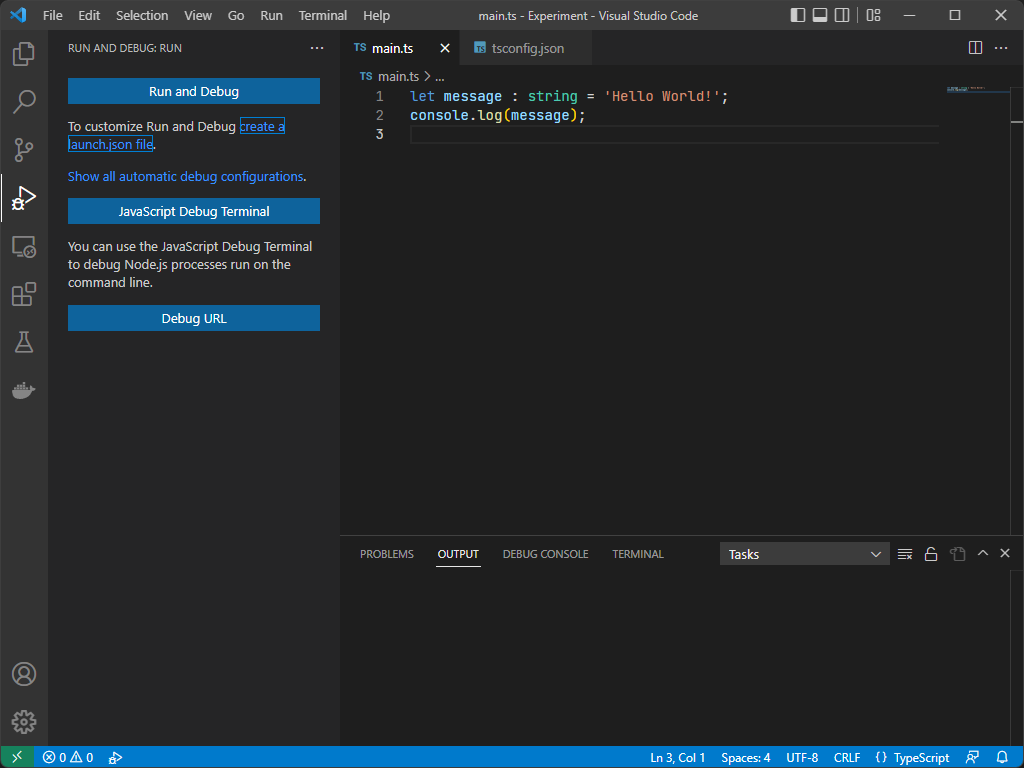 File Edit Selection View Go Run Terminal Help main.ts - Experiment - Visual Studio Code
RUN AND DEBUG: RUN ...
Run and Debug
To customize Run and Debug create a
launch.json file.
Show all automatic debug configurations.
JavaScript Debug Terminal
You can use the JavaScript Debug Terminal
to debug Node.js processes run on the
command line.
Debug URL
TS main.ts TS tsconfig.json ...
TS main.ts > ...
1 let message : string = 'Hello World!';
2 console.log(message);
3
PROBLEMS OUTPUT DEBUG CONSOLE TERMINAL Tasks
0 0 Ln 3, Col 1 Spaces: 4 UTF-8 CRLF {} TypeScript